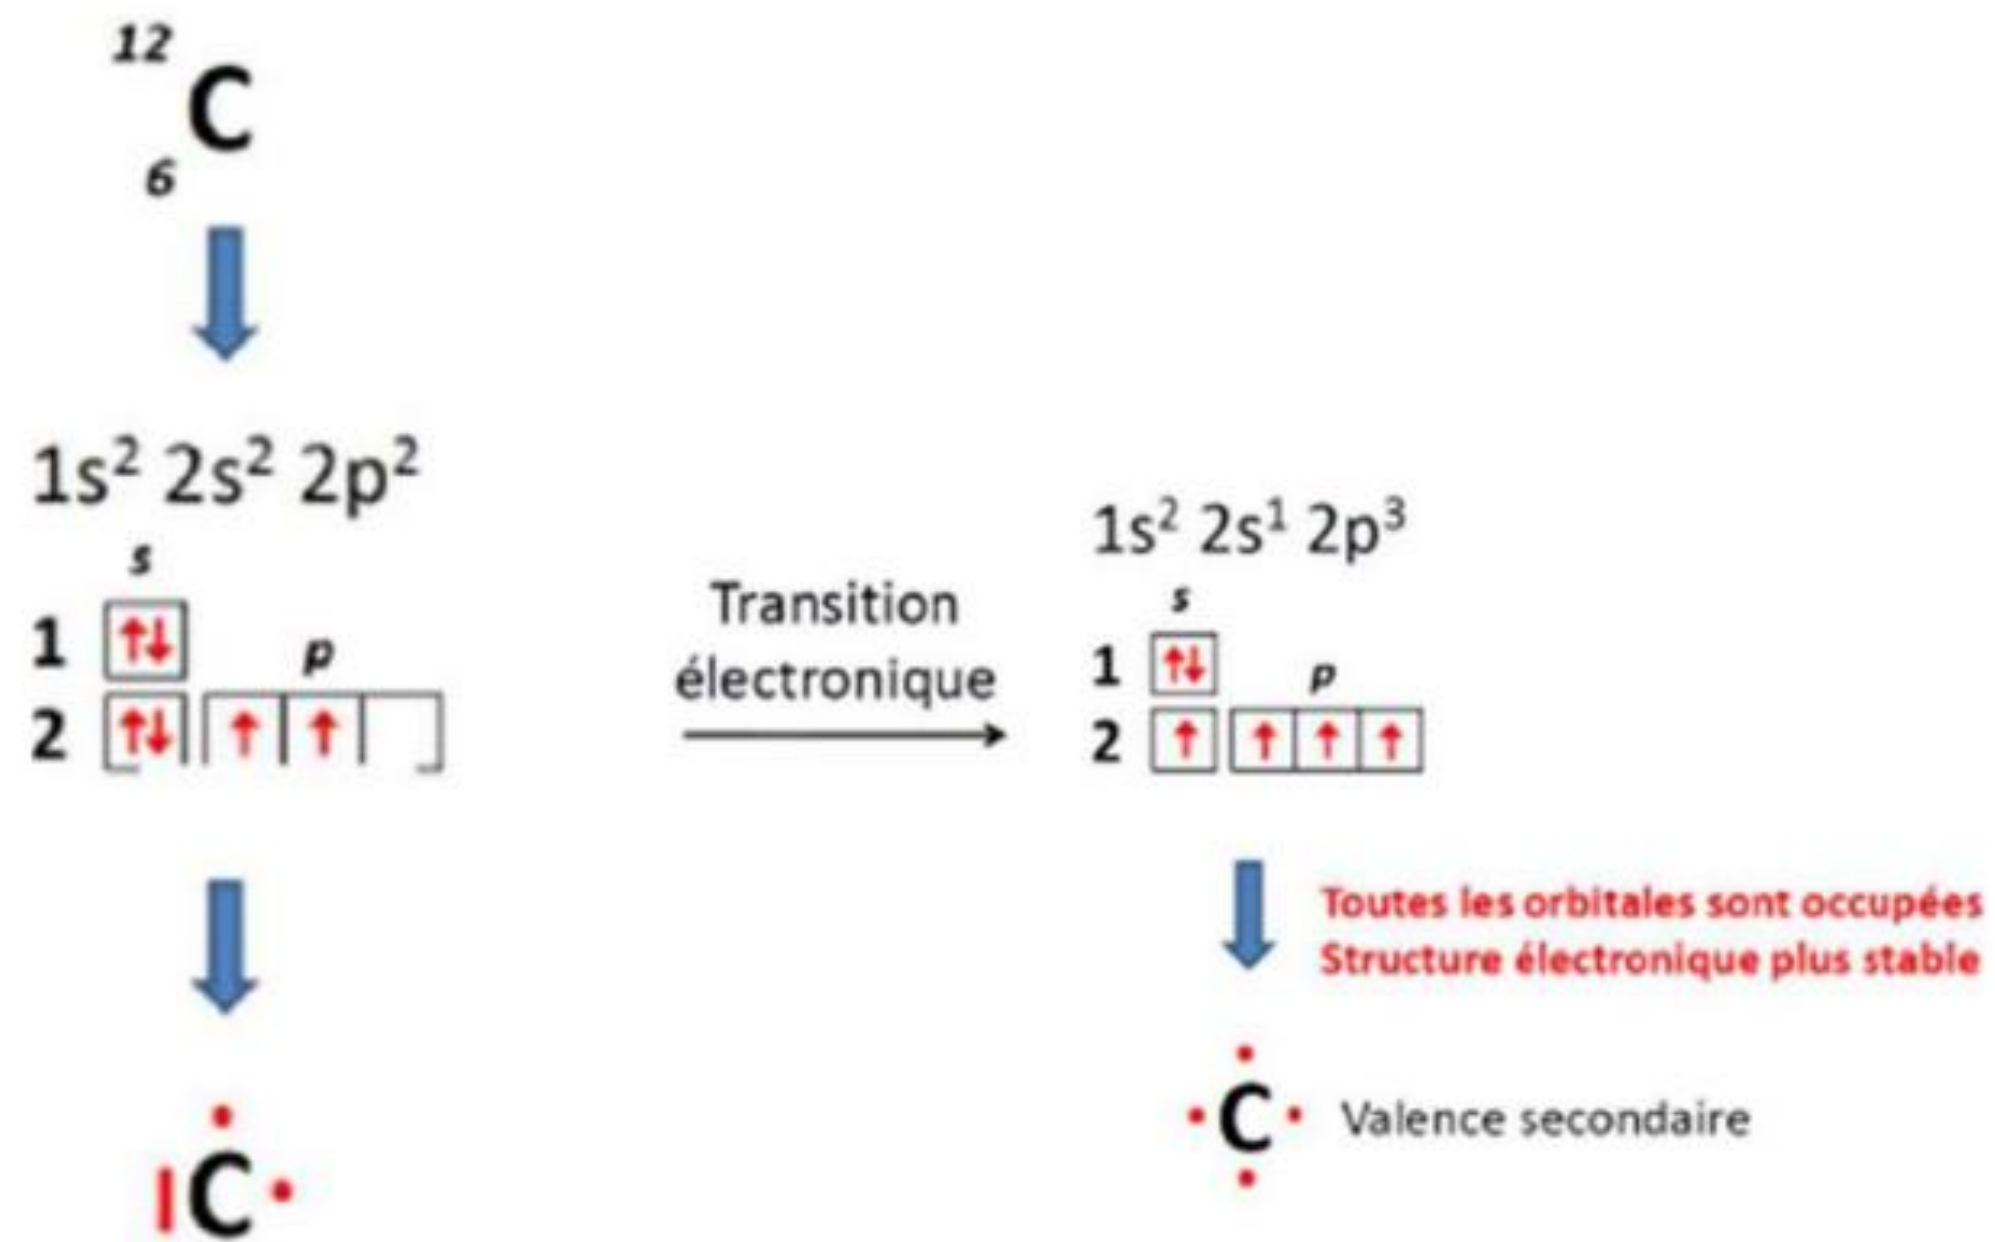 12
C
6
1s² 2s² 2p²
s
1 ↑↓
p
2 ↑↓ ↑ ↑
IC
Transition
électronique
1s² 2s¹ 2p³
s
1 ↑↓
p
2 ↑ ↑ ↑ ↑
Toutes les orbitales sont occupées
Structure électronique plus stable
C Valence secondaire